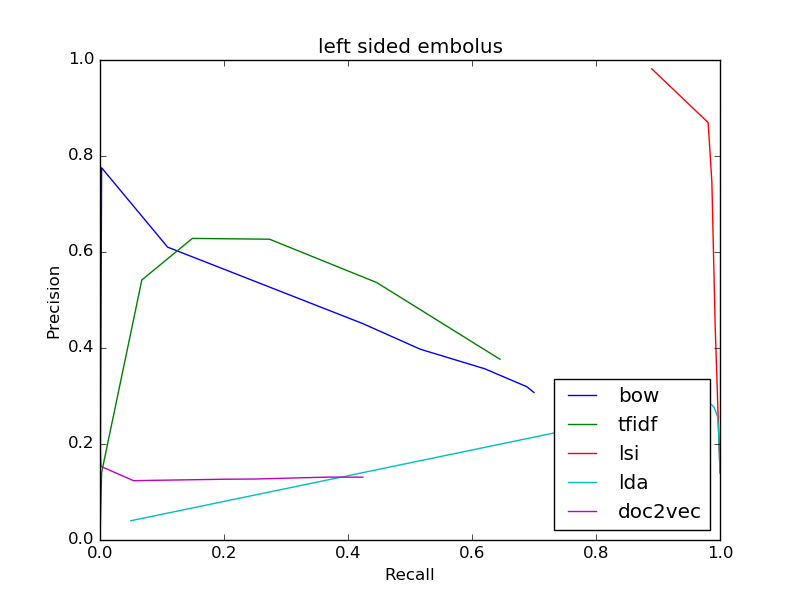 left sided embolus
1.0
0.8
0.6
0.4
0.2
0.0
Precision
0.0 0.2 0.4 0.6 0.8 1.0
Recall
bow
tfidf
lsi
lda
doc2vec